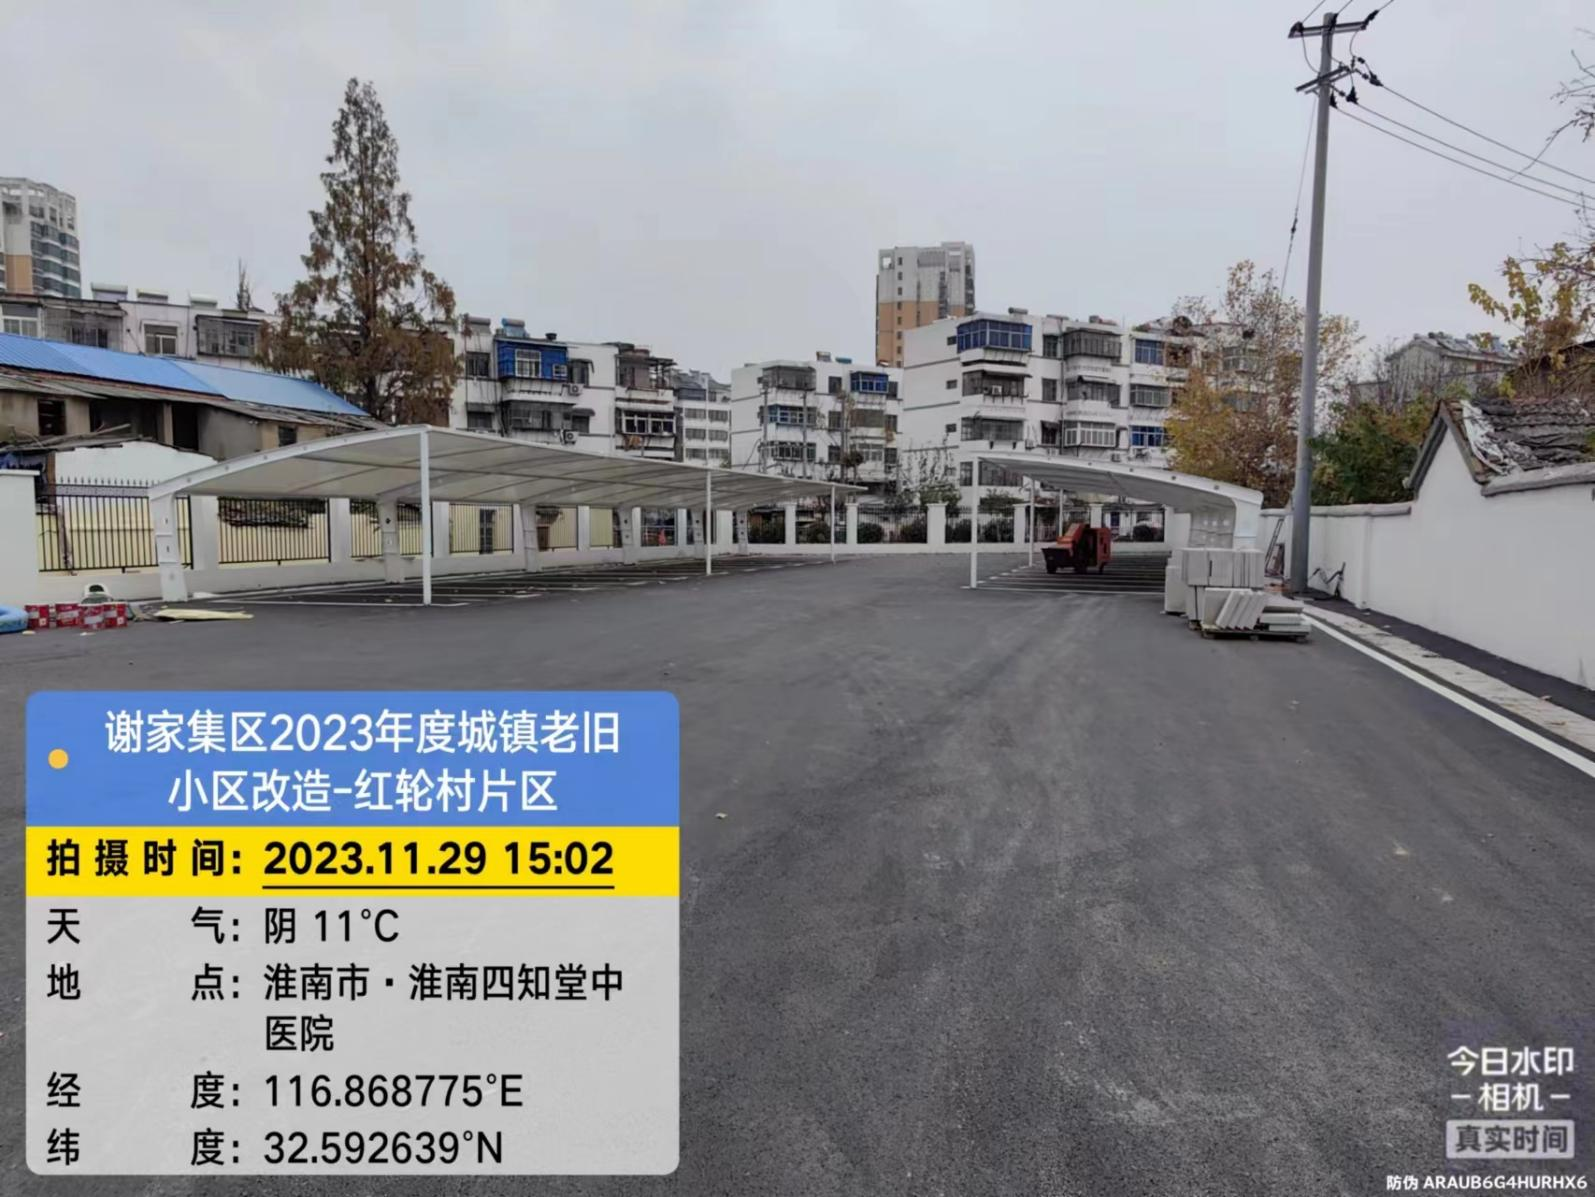 谢家集区2023年度城镇老旧
小区改造-红轮村片区
拍摄时间: 2023.11.29 15:02
天气: 阴 11°C
地点: 淮南市·淮南四知堂中
医院
经度: 116.868775°E
纬度: 32.592639°N
今日水印
-相机-
真实时间
防伪 ARAUB6G4HURHX6